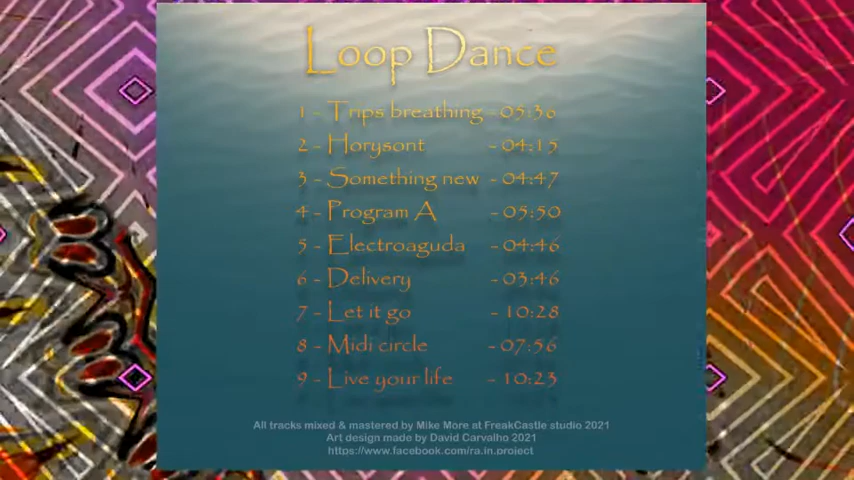 Loop Dance
1 - Trips breathing - 05:36
2 - Horysont - 04:15
3 - Something new - 04:47
4 - Program A - 05:50
5 - Electroaguda - 04:46
6 - Delivery - 03:46
7 - Let it go - 10:28
8 - Midi circle - 07:56
9 - Live your life - 10:23
All tracks mixed & mastered by Mike More at FreakCastle studio 2021
Art design made by David Carvalho 2021
https://www.facebook.com/ra.in.project